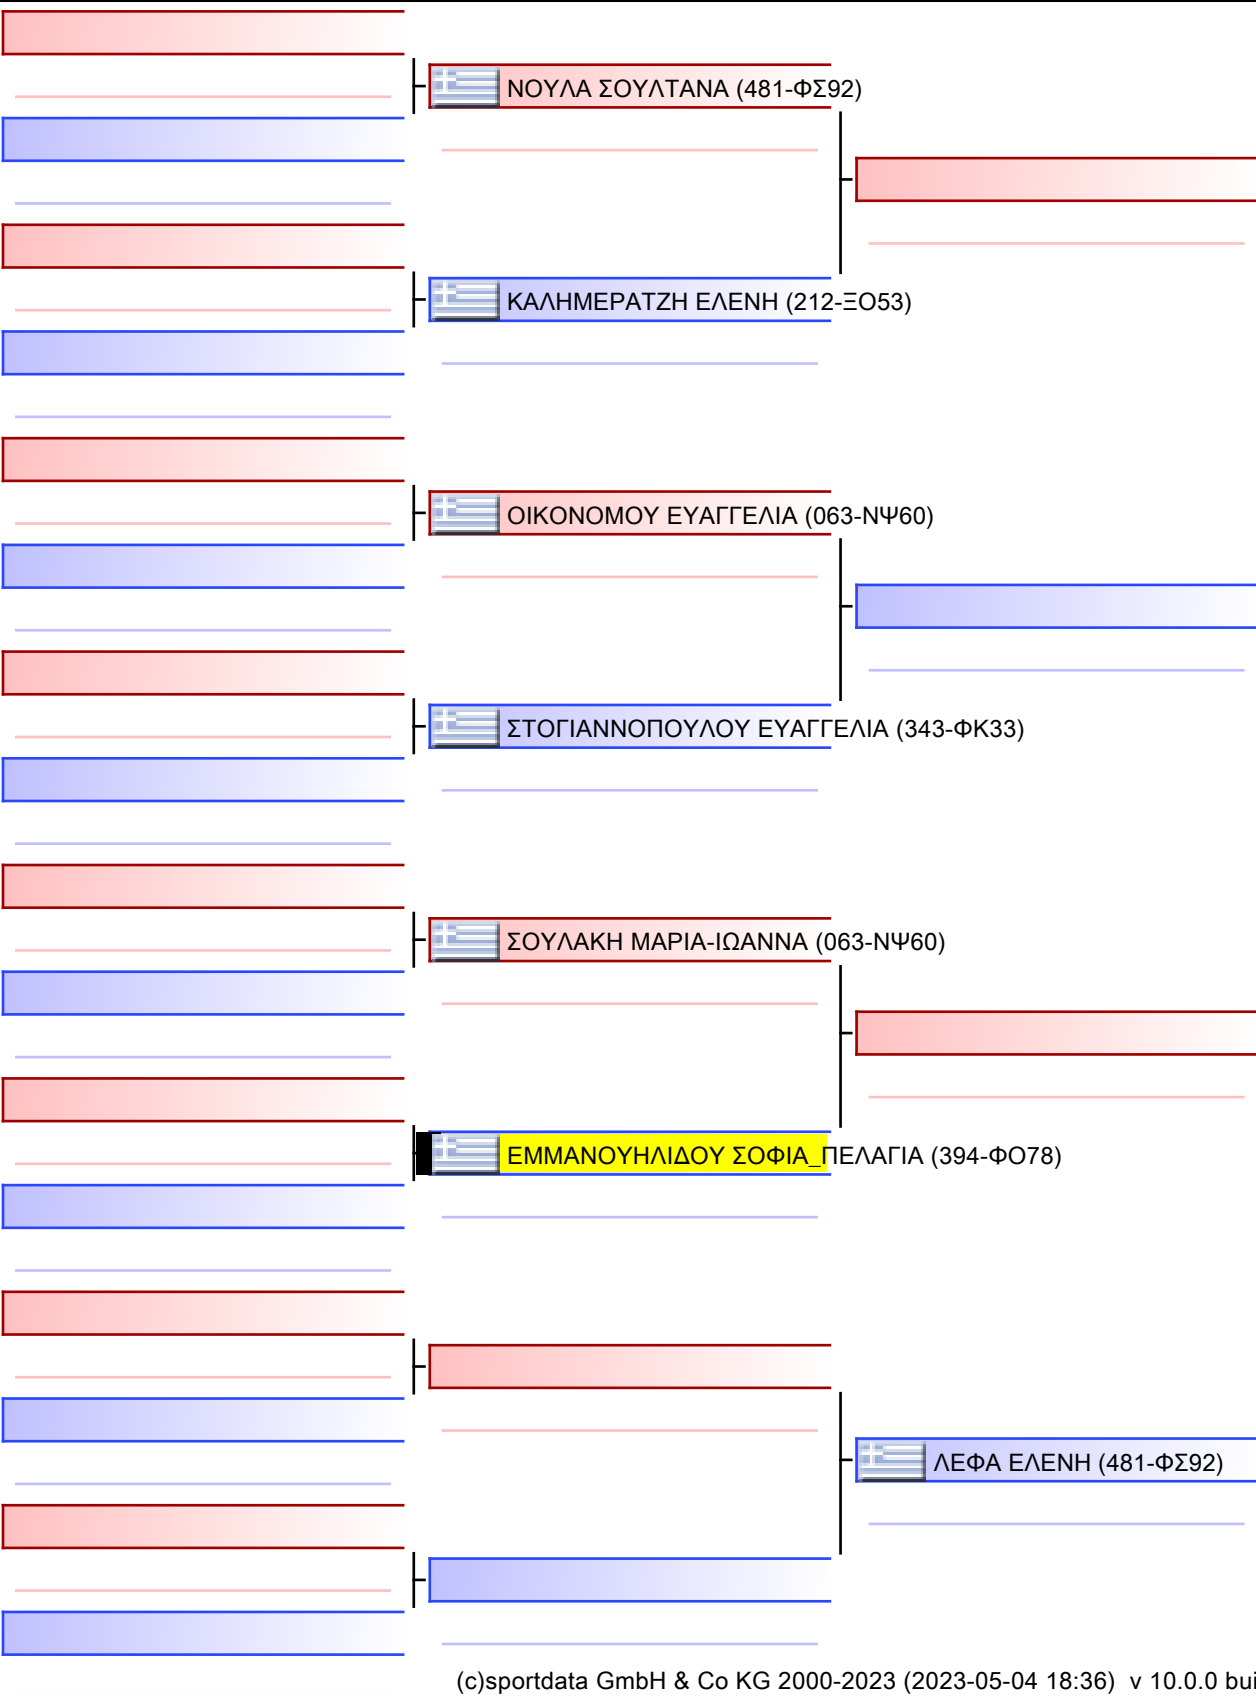 ΝΟΥΛΑ ΣΟΥΛΤΑΝΑ (481-ΦΣ92)
ΚΑΛΗΜΕΡΑΤΖΗ ΕΛΕΝΗ (212-ΞΟ53)
ΟΙΚΟΝΟΜΟΥ ΕΥΑΓΓΕΛΙΑ (063-ΝΨ60)
ΣΤΟΓΙΑΝΝΟΠΟΥΛΟΥ ΕΥΑΓΓΕΛΙΑ (343-ΦΚ33)
ΣΟΥΛΑΚΗ ΜΑΡΙΑ-ΙΩΑΝΝΑ (063-ΝΨ60)
ΕΜΜΑΝΟΥΗΛΙΔΟΥ ΣΟΦΙΑ_ΠΕΛΑΓΙΑ (394-ΦΟ78)
ΛΕΦΑ ΕΛΕΝΗ (481-ΦΣ92)
(c)sportdata GmbH & Co KG 2000-2023 (2023-05-04 18:36) v 10.0.0 bui